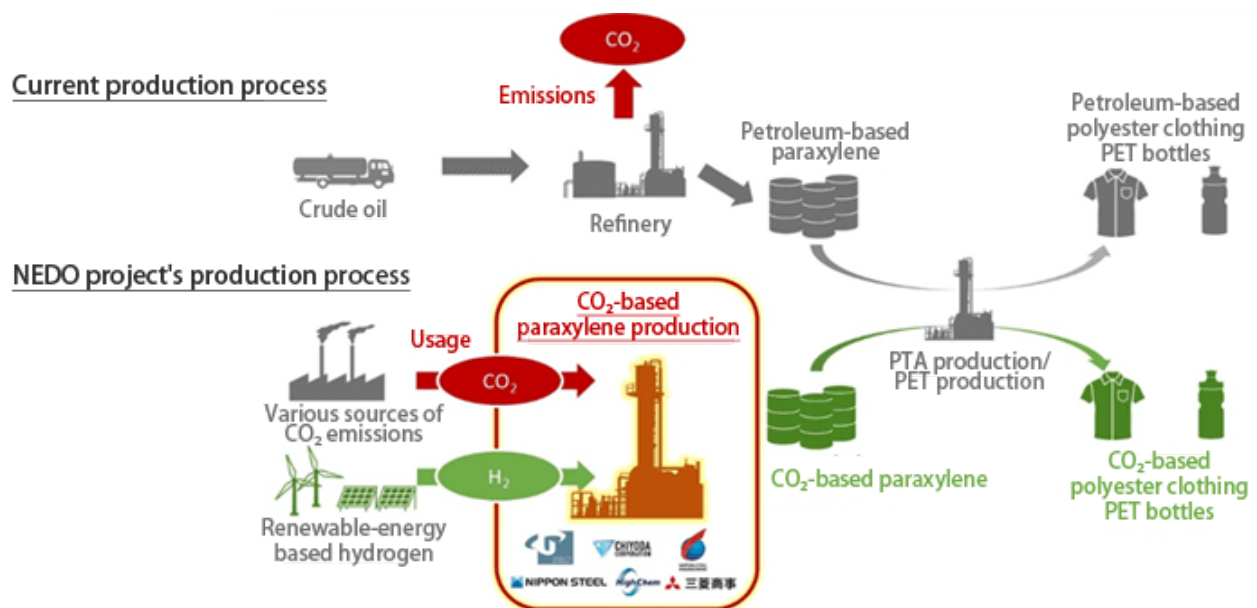 CO₂
Current production process
Emissions
Petroleum-based
paraxylene
Petroleum-based
polyester clothing
PET bottles
Crude oil
Refinery
NEDO project's production process
CO₂-based
paraxylene production
Usage
CO₂
PTA production/
PET production
Various sources of
CO₂ emissions
H₂
CO₂-based paraxylene
CO₂-based
polyester clothing
PET bottles
Renewable-energy
based hydrogen
CHIYODA
CORPORATION
NIPPON STEEL
HighChem
三菱商事